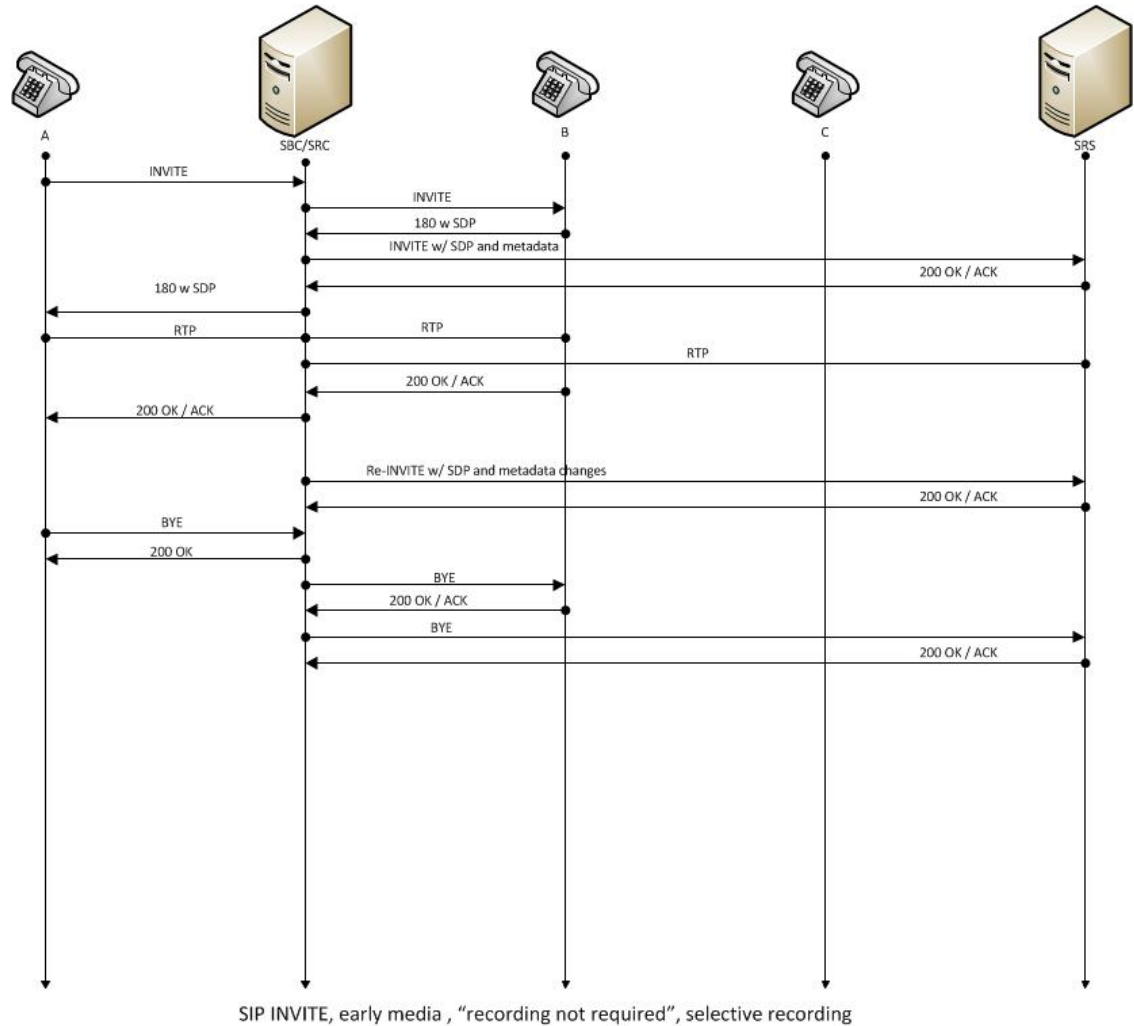 A
SBC/SRC
B
C
SRS
INVITE
INVITE
180 w SDP
INVITE w/ SDP and metadata
200 OK / ACK
180 w SDP
RTP
RTP
RTP
200 OK / ACK
200 OK / ACK
Re-INVITE w/ SDP and metadata changes
200 OK / ACK
BYE
200 OK
BYE
200 OK / ACK
BYE
200 OK / ACK
SIP INVITE, early media , “recording not required”, selective recording